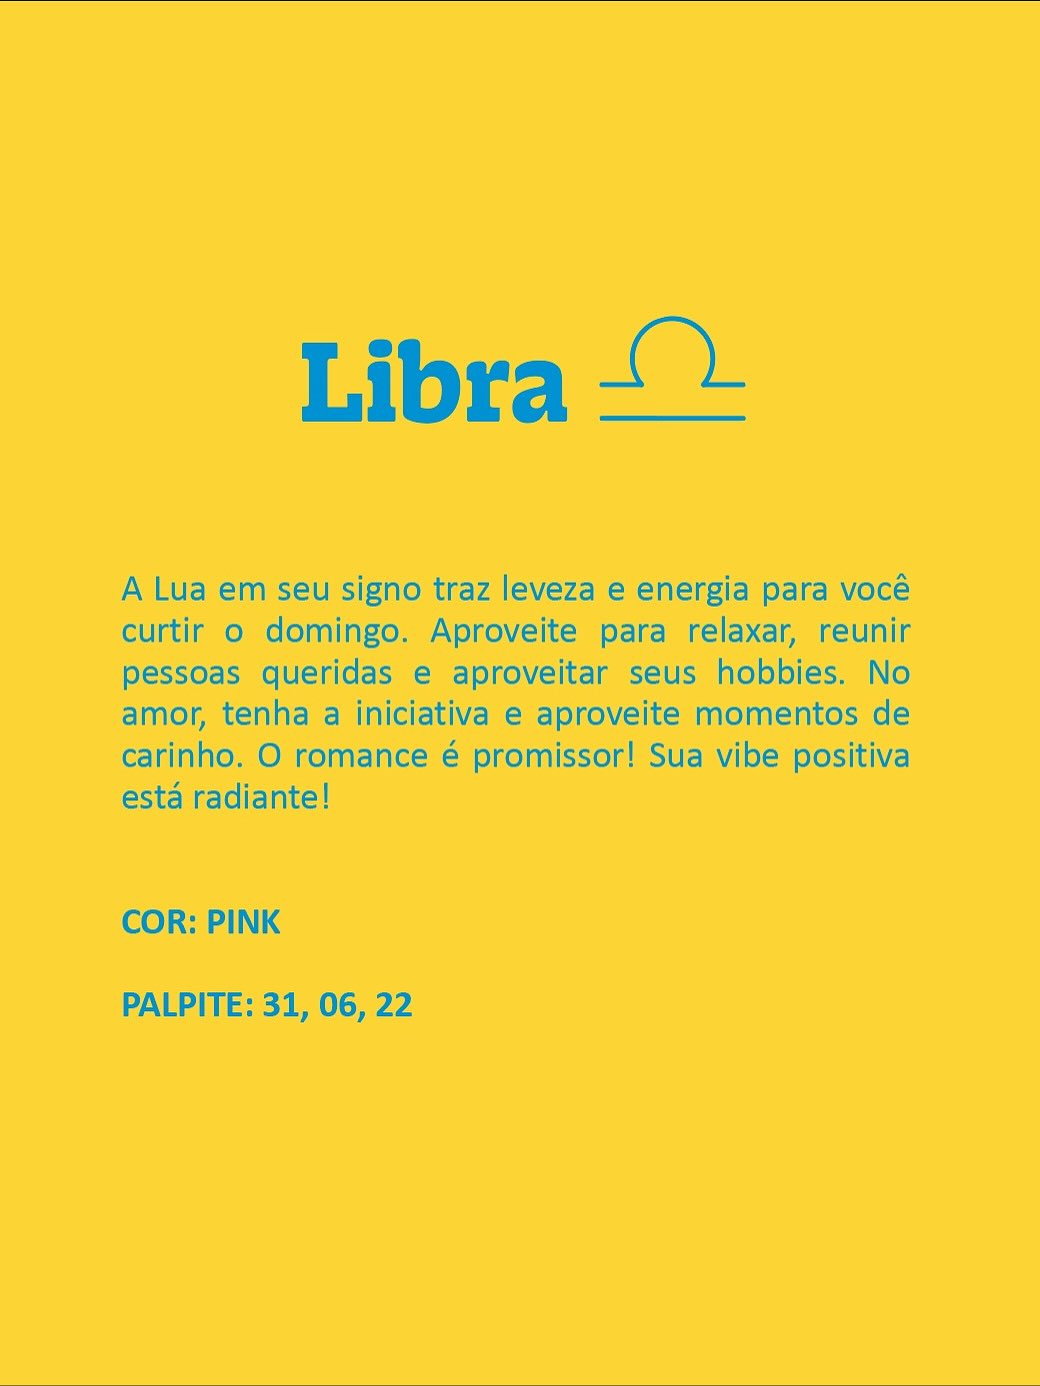 Libra
A Lua em seu signo traz leveza e energia para você
curtir o domingo. Aproveite para relaxar, reunir
pessoas queridas e aproveitar seus hobbies. No
amor, tenha a iniciativa e aproveite momentos de
carinho. O romance é promissor! Sua vibe positiva
está radiante!
COR: PINK
PALPITE: 31, 06, 22